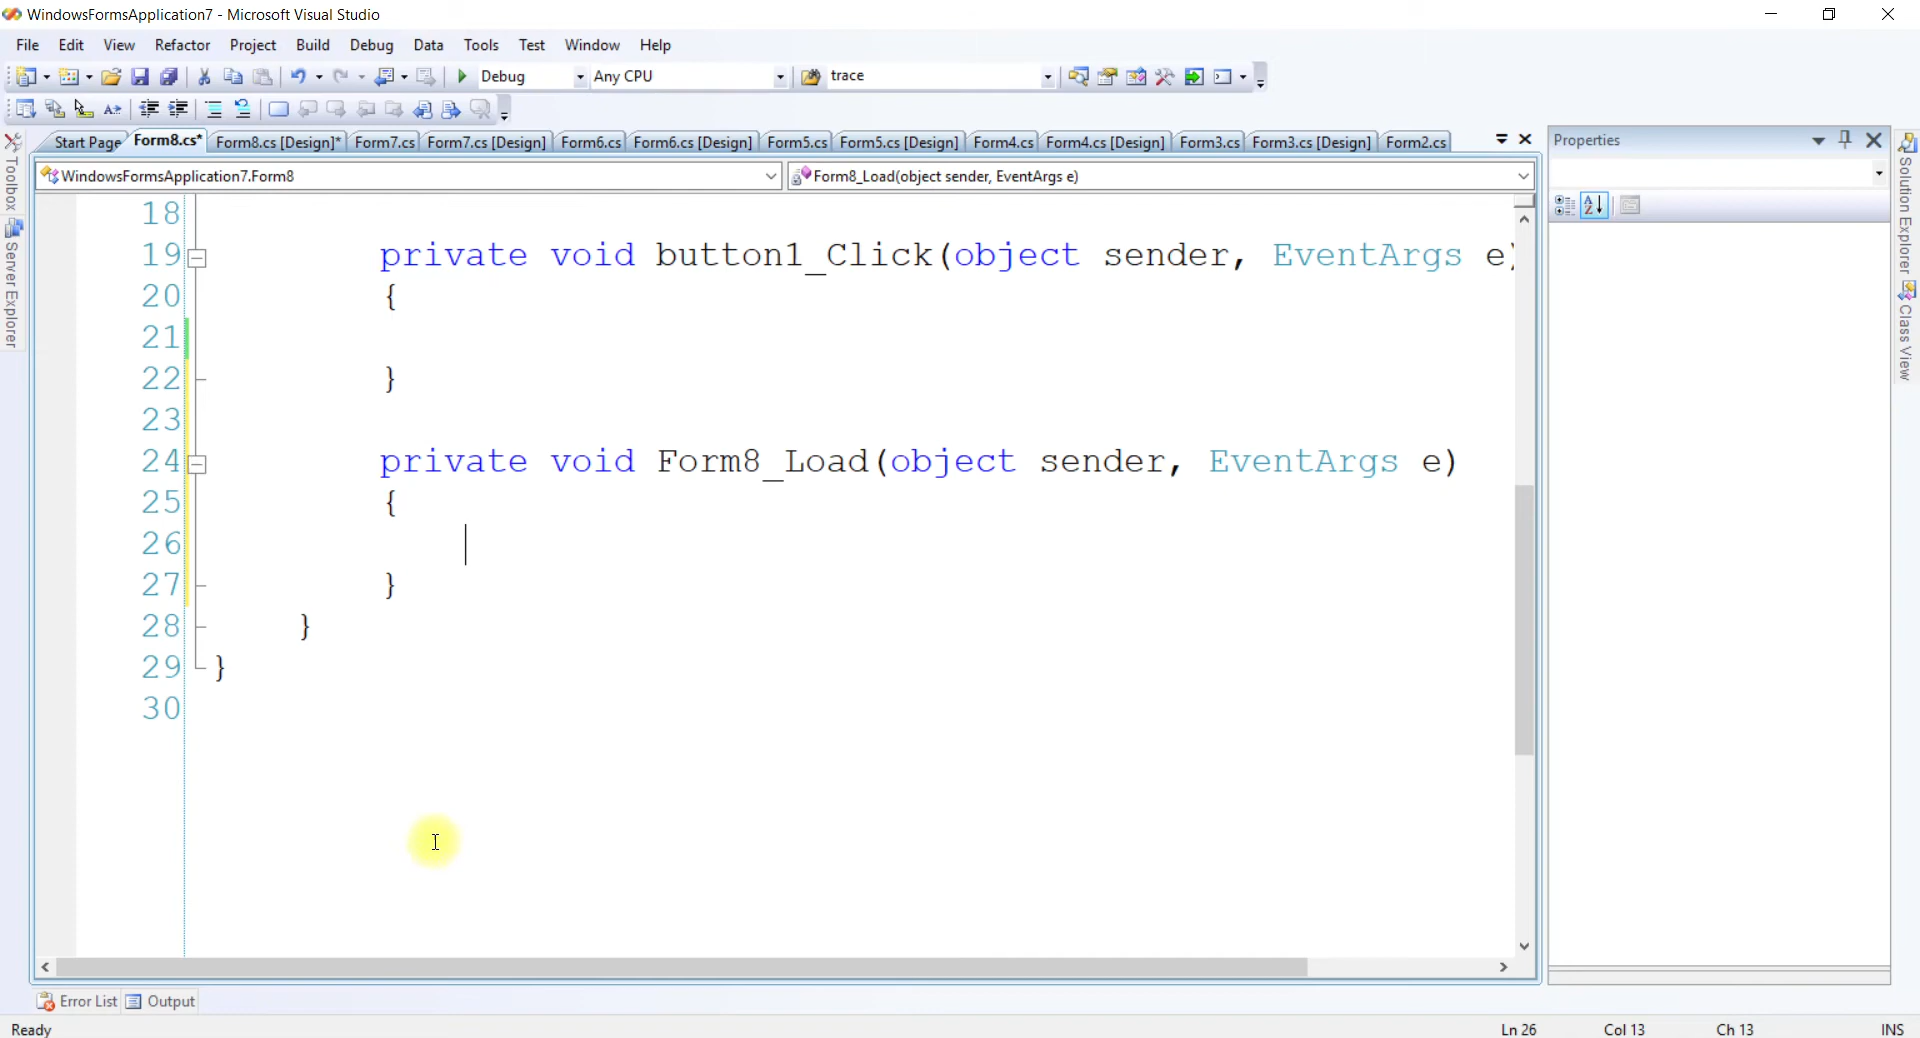 WindowsFormsApplication7 - Microsoft Visual Studio
File Edit View Refactor Project Build Debug Data Tools Test Window Help
Debug Any CPU trace
Start Page Form8.cs* Form8.cs [Design]* Form7.cs Form7.cs [Design] Form6.cs Form6.cs [Design] Form5.cs Form5.cs [Design] Form4.cs Form4.cs [Design] Form3.cs Form3.cs [Design] Form2.cs
Properties
WindowsFormsApplication7.Form8 Form8_Load(object sender, EventArgs e)
Toolbox
Server Explorer
Solution Explorer
Class View
18
19 private void button1_Click(object sender, EventArgs e)
20 {
21
22 }
23
24 private void Form8_Load(object sender, EventArgs e)
25 {
26
27 }
28 }
29 }
30
Error List Output
Ready Ln 26 Col 13 Ch 13 INS